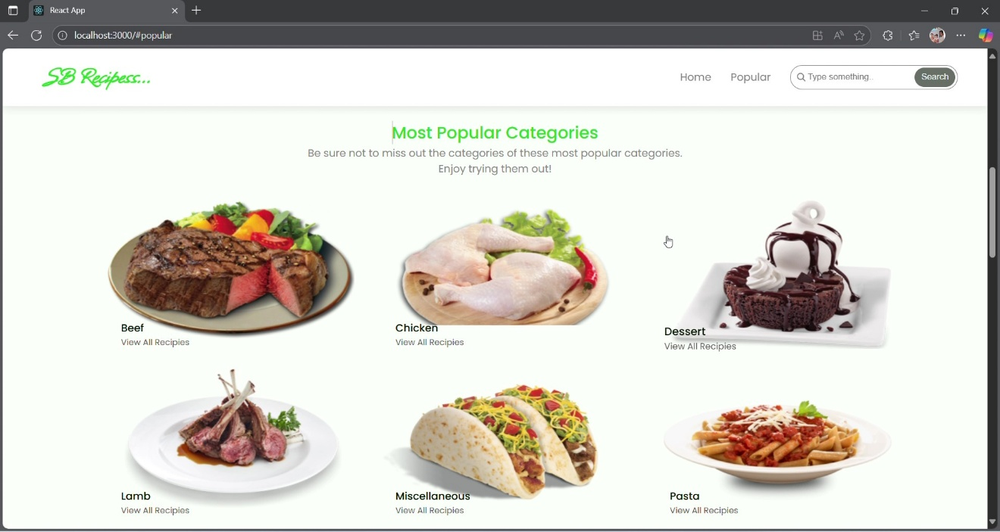 React App
localhost:3000/#popular
SB Recipess...
Home
Popular
Type something..
Search
Most Popular Categories
Be sure not to miss out the categories of these most popular categories.
Enjoy trying them out!
Beef
View All Recipies
Chicken
View All Recipies
Dessert
View All Recipies
Lamb
View All Recipies
Miscellaneous
View All Recipies
Pasta
View All Recipies